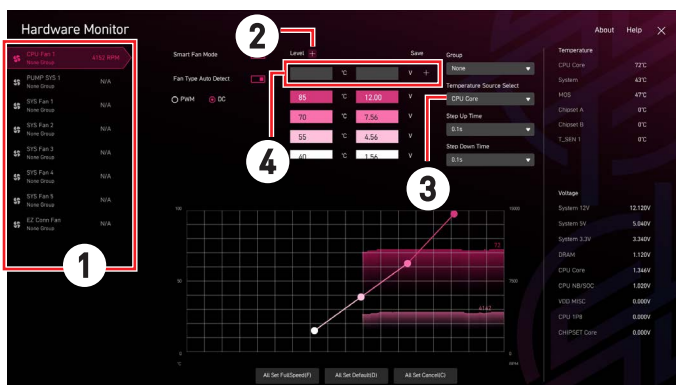 Hardware Monitor
About Help
CPU Fan 1
None Group
6152 RPM
PUMP SYS 1
None Group
N/A
SYS Fan 1
None Group
N/A
SYS Fan 2
None Group
N/A
SYS Fan 3
None Group
N/A
SYS Fan 4
None Group
N/A
SYS Fan 5
None Group
N/A
EZ Conn Fan
None Group
N/A
1
2
3
4
Smart Fan Mode
Fan Type Auto Detect
PWM DC
Level + Save
°C V +
85 °C 12.00 V
70 °C 7.56 V
55 °C 4.56 V
40 °C 1.56 V
Group
None
Temperature Source Select
CPU Core
Step Up Time
0.1s
Step Down Time
0.1s
100 15000
72
50 7500
6142
0 0
°C RPM
All Set FullSpeed(F) All Set Default(D) All Set Cancel(C)
Temperature
CPU Core 72°C
System 43°C
MOS 47°C
Chipset A 0°C
Chipset B 0°C
T_SEN 1 0°C
Voltage
System 12V 12.120V
System 5V 5.040V
System 3.3V 3.340V
DRAM 1.120V
CPU Core 1.346V
CPU NB/SOC 1.020V
VDD MISC 0.000V
CPU 1P8 0.000V
CHIPSET Core 0.000V